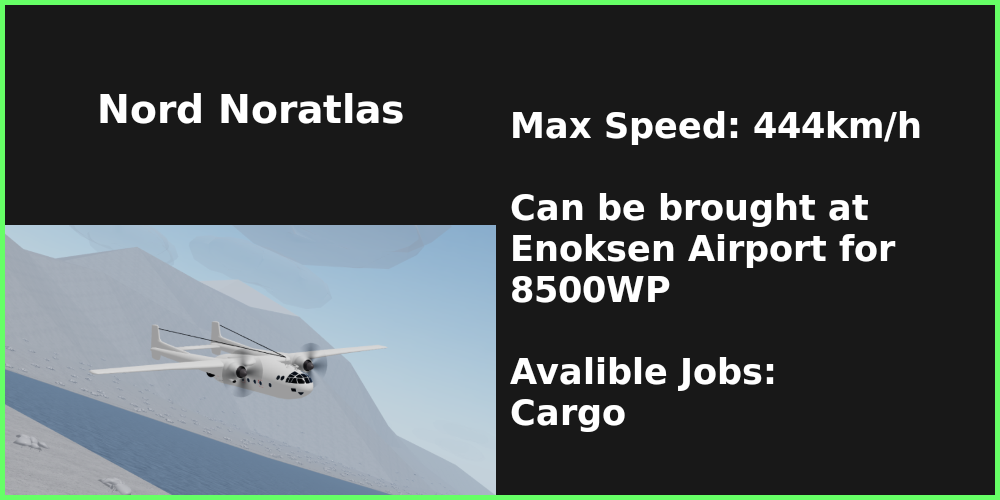 Nord Noratlas
Max Speed: 444km/h
Can be brought at
Enoksen Airport for
8500WP
Avalible Jobs:
Cargo